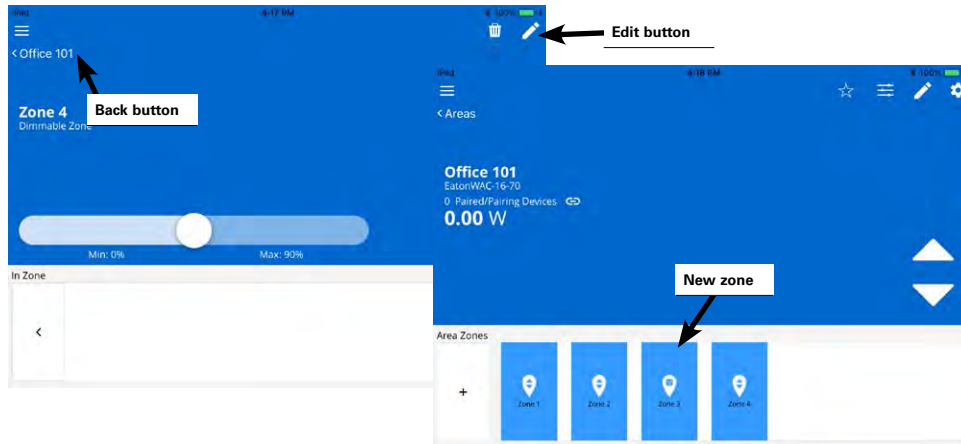 iPad
4:17 PM
100%
Edit button
< Office 101
Back button
Zone 4
Dimmable Zone
Min: 0%
Max: 90%
In Zone
<
iPad
4:18 PM
100%
< Areas
Office 101
EatonWAC-16-70
0 Paired/Pairing Devices
0.00 W
New zone
Area Zones
+
Zone 1
Zone 2
Zone 3
Zone 4